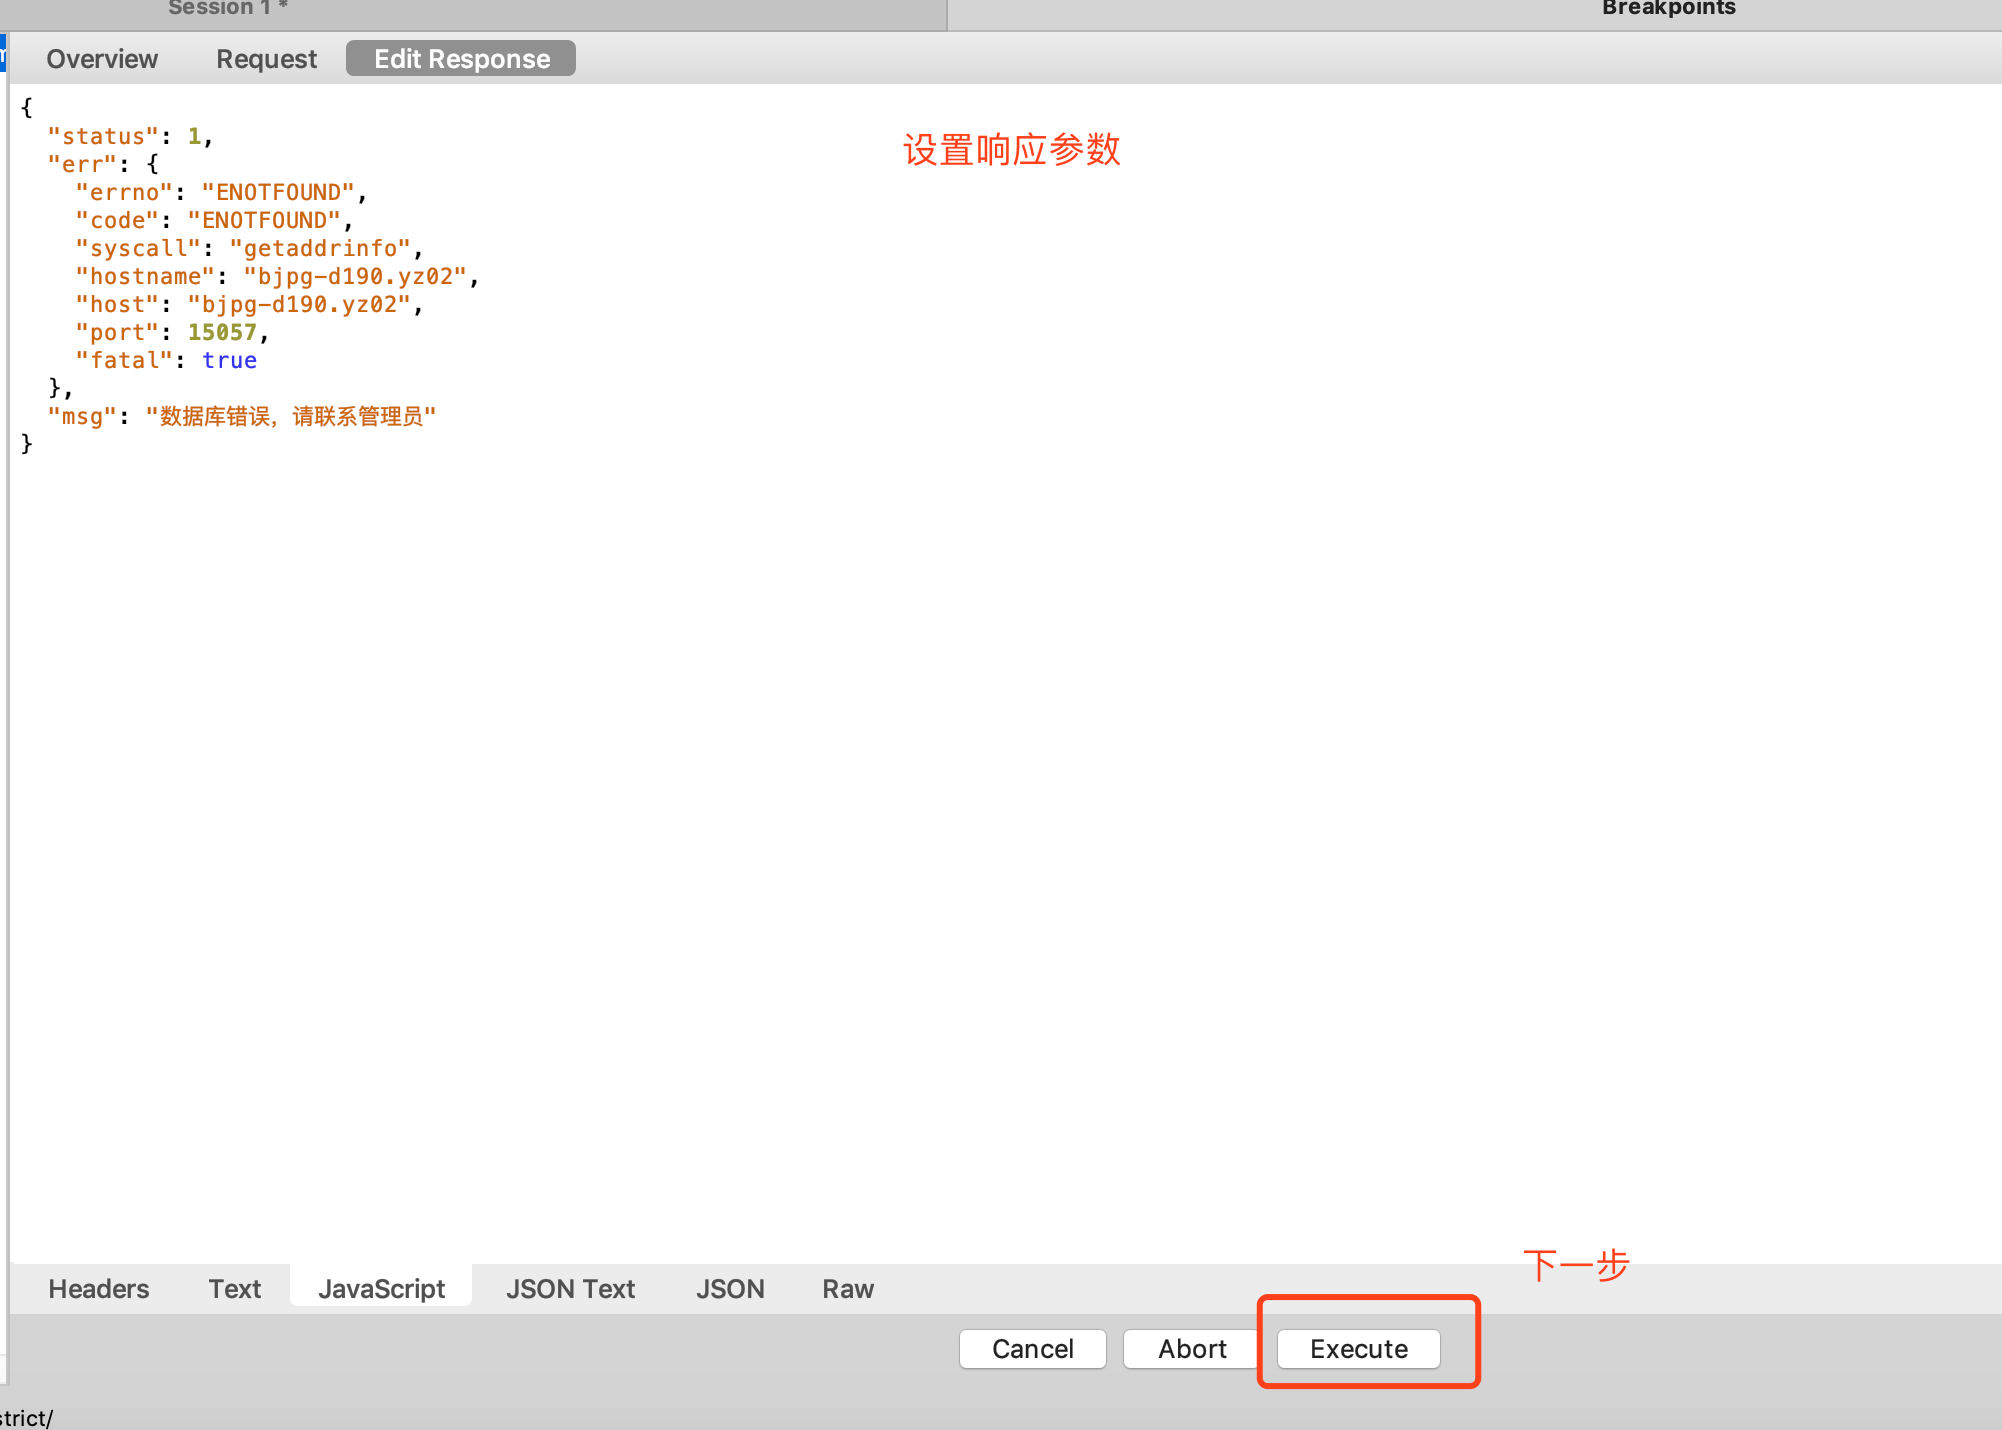 Session 1 *
Breakpoints
Overview
Request
Edit Response
{
"status": 1,
设置响应参数
"err": {
"errno": "ENOTFOUND",
"code": "ENOTFOUND",
"syscall": "getaddrinfo",
"hostname": "bjpg-d190.yz02",
"host": "bjpg-d190.yz02",
"port": 15057,
"fatal": true
},
"msg": "数据库错误，请联系管理员"
}
下一步
Headers
Text
JavaScript
JSON Text
JSON
Raw
Cancel
Abort
Execute
strict/